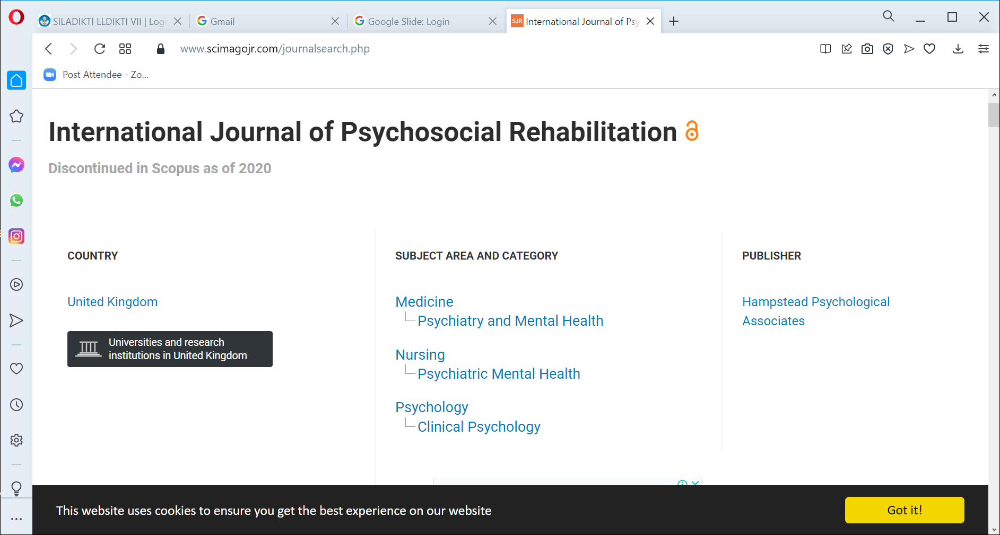 SILADIKTI LLDIKTI VII | Logi
Gmail
Google Slide: Login
SJR International Journal of Psy
www.scimagojr.com/journalsearch.php
Post Attendee - Zo...
International Journal of Psychosocial Rehabilitation
Discontinued in Scopus as of 2020
COUNTRY
United Kingdom
Universities and research
institutions in United Kingdom
SUBJECT AREA AND CATEGORY
Medicine
Psychiatry and Mental Health
Nursing
Psychiatric Mental Health
Psychology
Clinical Psychology
PUBLISHER
Hampstead Psychological
Associates
This website uses cookies to ensure you get the best experience on our website
Got it!